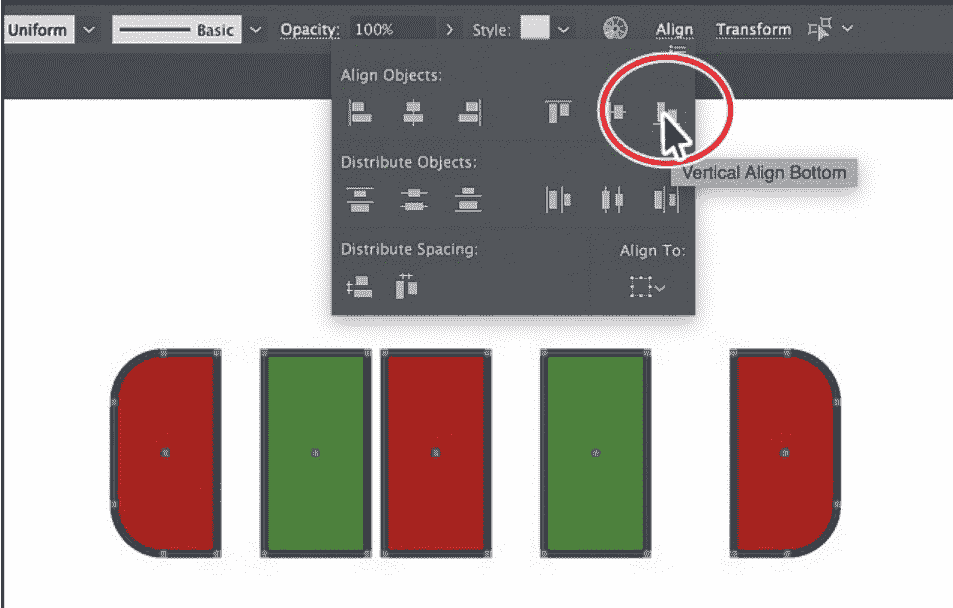 Uniform Basic Opacity: 100% Style: Align Transform
Align Objects:
Vertical Align Bottom
Distribute Objects:
Distribute Spacing: Align To: